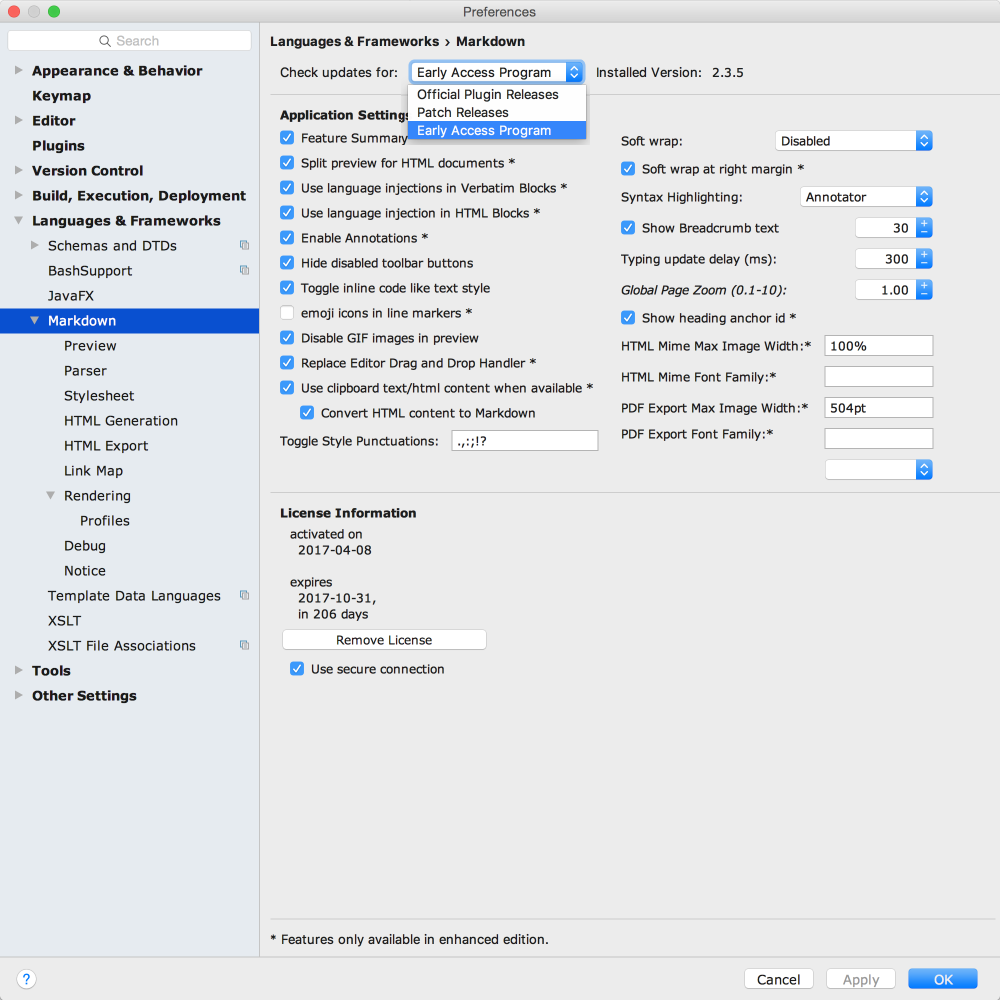 Preferences
Search
Appearance & Behavior
Keymap
Editor
Plugins
Version Control
Build, Execution, Deployment
Languages & Frameworks
Schemas and DTDs
BashSupport
JavaFX
Markdown
Preview
Parser
Stylesheet
HTML Generation
HTML Export
Link Map
Rendering
Profiles
Debug
Notice
Template Data Languages
XSLT
XSLT File Associations
Tools
Other Settings
?
Languages & Frameworks › Markdown
Check updates for: Early Access Program Installed Version: 2.3.5
Official Plugin Releases
Patch Releases
Early Access Program
Application Settings
Feature Summary
Split preview for HTML documents *
Use language injections in Verbatim Blocks *
Use language injection in HTML Blocks *
Enable Annotations *
Hide disabled toolbar buttons
Toggle inline code like text style
emoji icons in line markers *
Disable GIF images in preview
Replace Editor Drag and Drop Handler *
Use clipboard text/html content when available *
Convert HTML content to Markdown
Toggle Style Punctuations: .,:;!?
Soft wrap: Disabled
Soft wrap at right margin *
Syntax Highlighting: Annotator
Show Breadcrumb text 30
Typing update delay (ms): 300
Global Page Zoom (0.1-10): 1.00
Show heading anchor id *
HTML Mime Max Image Width:* 100%
HTML Mime Font Family:*
PDF Export Max Image Width:* 504pt
PDF Export Font Family:*
License Information
activated on
2017-04-08
expires
2017-10-31,
in 206 days
Remove License
Use secure connection
* Features only available in enhanced edition.
Cancel Apply OK